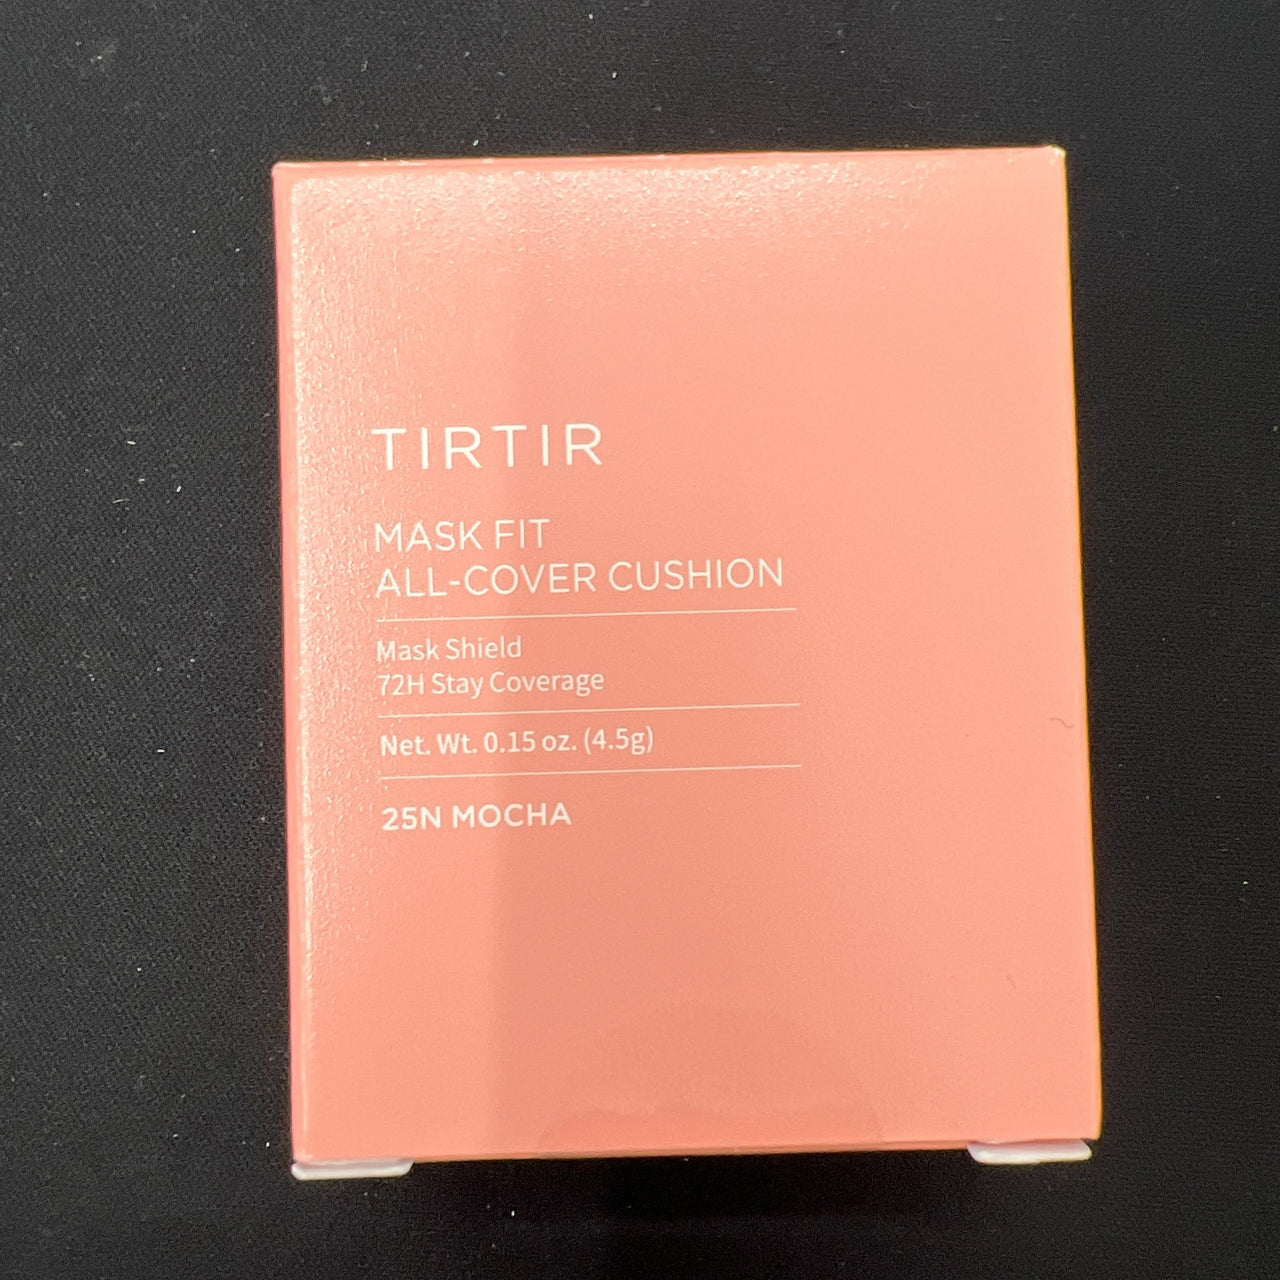 TIRTIR
MASK FIT
ALL-COVER CUSHION
Mask Shield
72H Stay Coverage
Net. Wt. 0.15 oz. (4.5g)
25N MOCHA